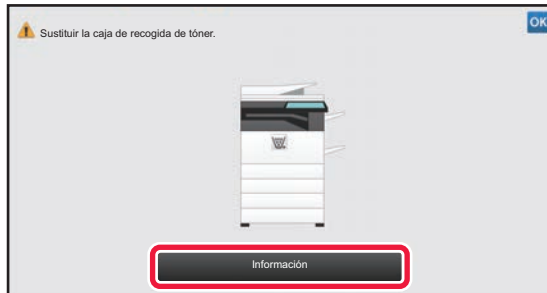 Sustituir la caja de recogida de tóner.
OK
Información